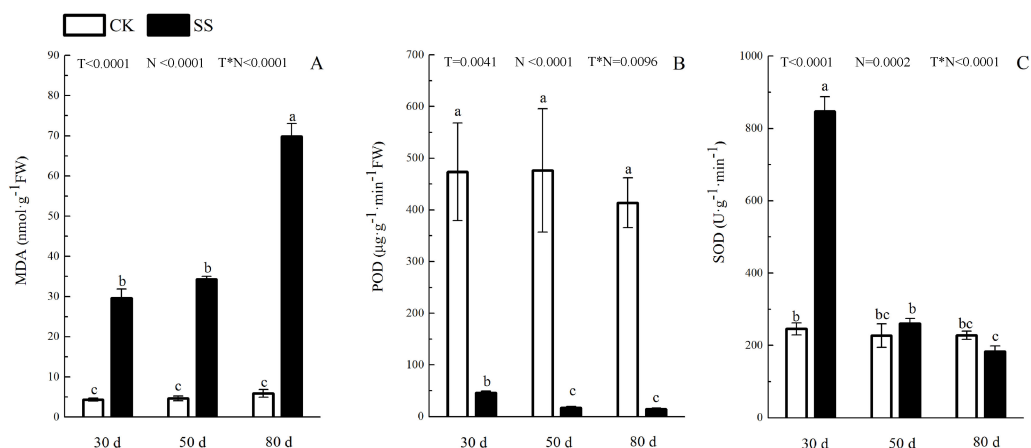 CK SS
T<0.0001 N <0.0001 T*N<0.0001 A
MDA (nmol·g⁻¹FW)
90
80
70
60
50
40
30
20
10
0
c b c b c a
30 d 50 d 80 d
T=0.0041 N <0.0001 T*N=0.0096 B
POD (μg·g⁻¹·min⁻¹FW)
700
600
500
400
300
200
100
50
0
a b a c a c
30 d 50 d 80 d
T<0.0001 N=0.0002 T*N<0.0001 C
SOD (U·g⁻¹·min⁻¹)
1000
800
600
400
200
0
b a bc b bc c
30 d 50 d 80 d